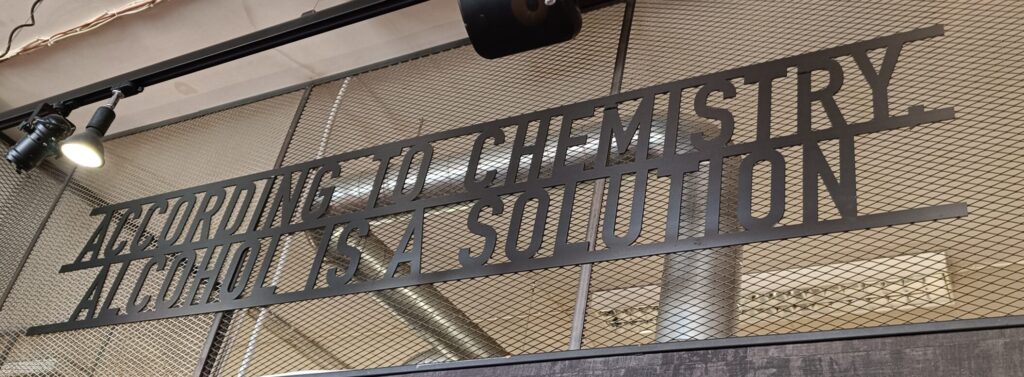 ACCORDING TO CHEMISTRY.
ALCOHOL IS A SOLUTION